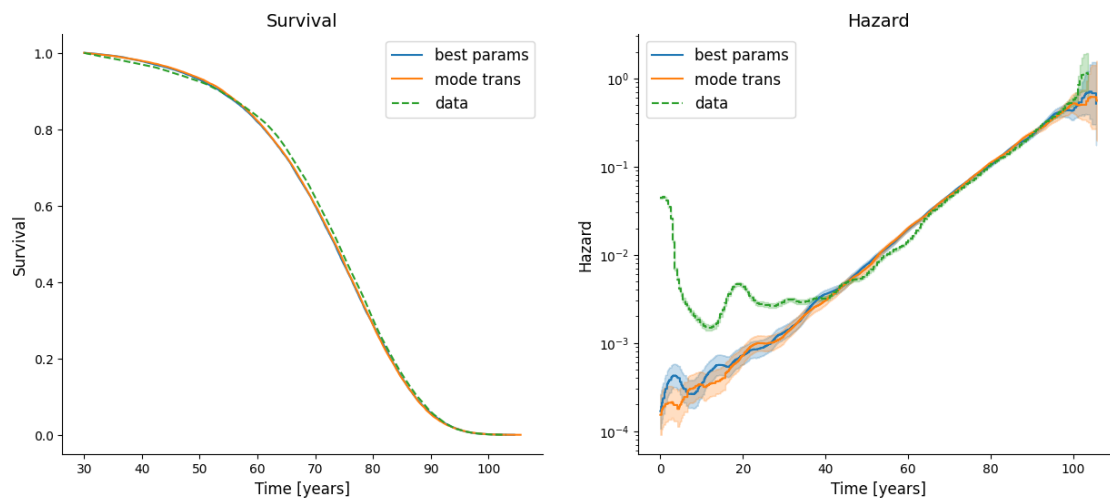 Survival
1.0
0.8
0.6
0.4
0.2
0.0
Survival
best params
mode trans
data
30 40 50 60 70 80 90 100
Time [years]
Hazard
10⁰
10⁻¹
10⁻²
10⁻³
10⁻⁴
Hazard
best params
mode trans
data
0 20 40 60 80 100
Time [years]